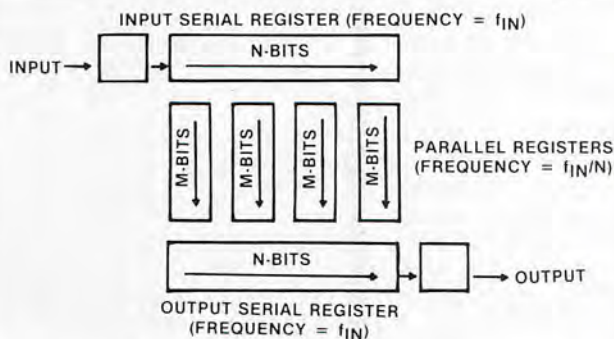 INPUT SERIAL REGISTER (FREQUENCY = fIN)
INPUT
N-BITS
M-BITS
M-BITS
M-BITS
M-BITS
PARALLEL REGISTERS
(FREQUENCY = fIN/N)
N-BITS
OUTPUT
OUTPUT SERIAL REGISTER
(FREQUENCY = fIN)